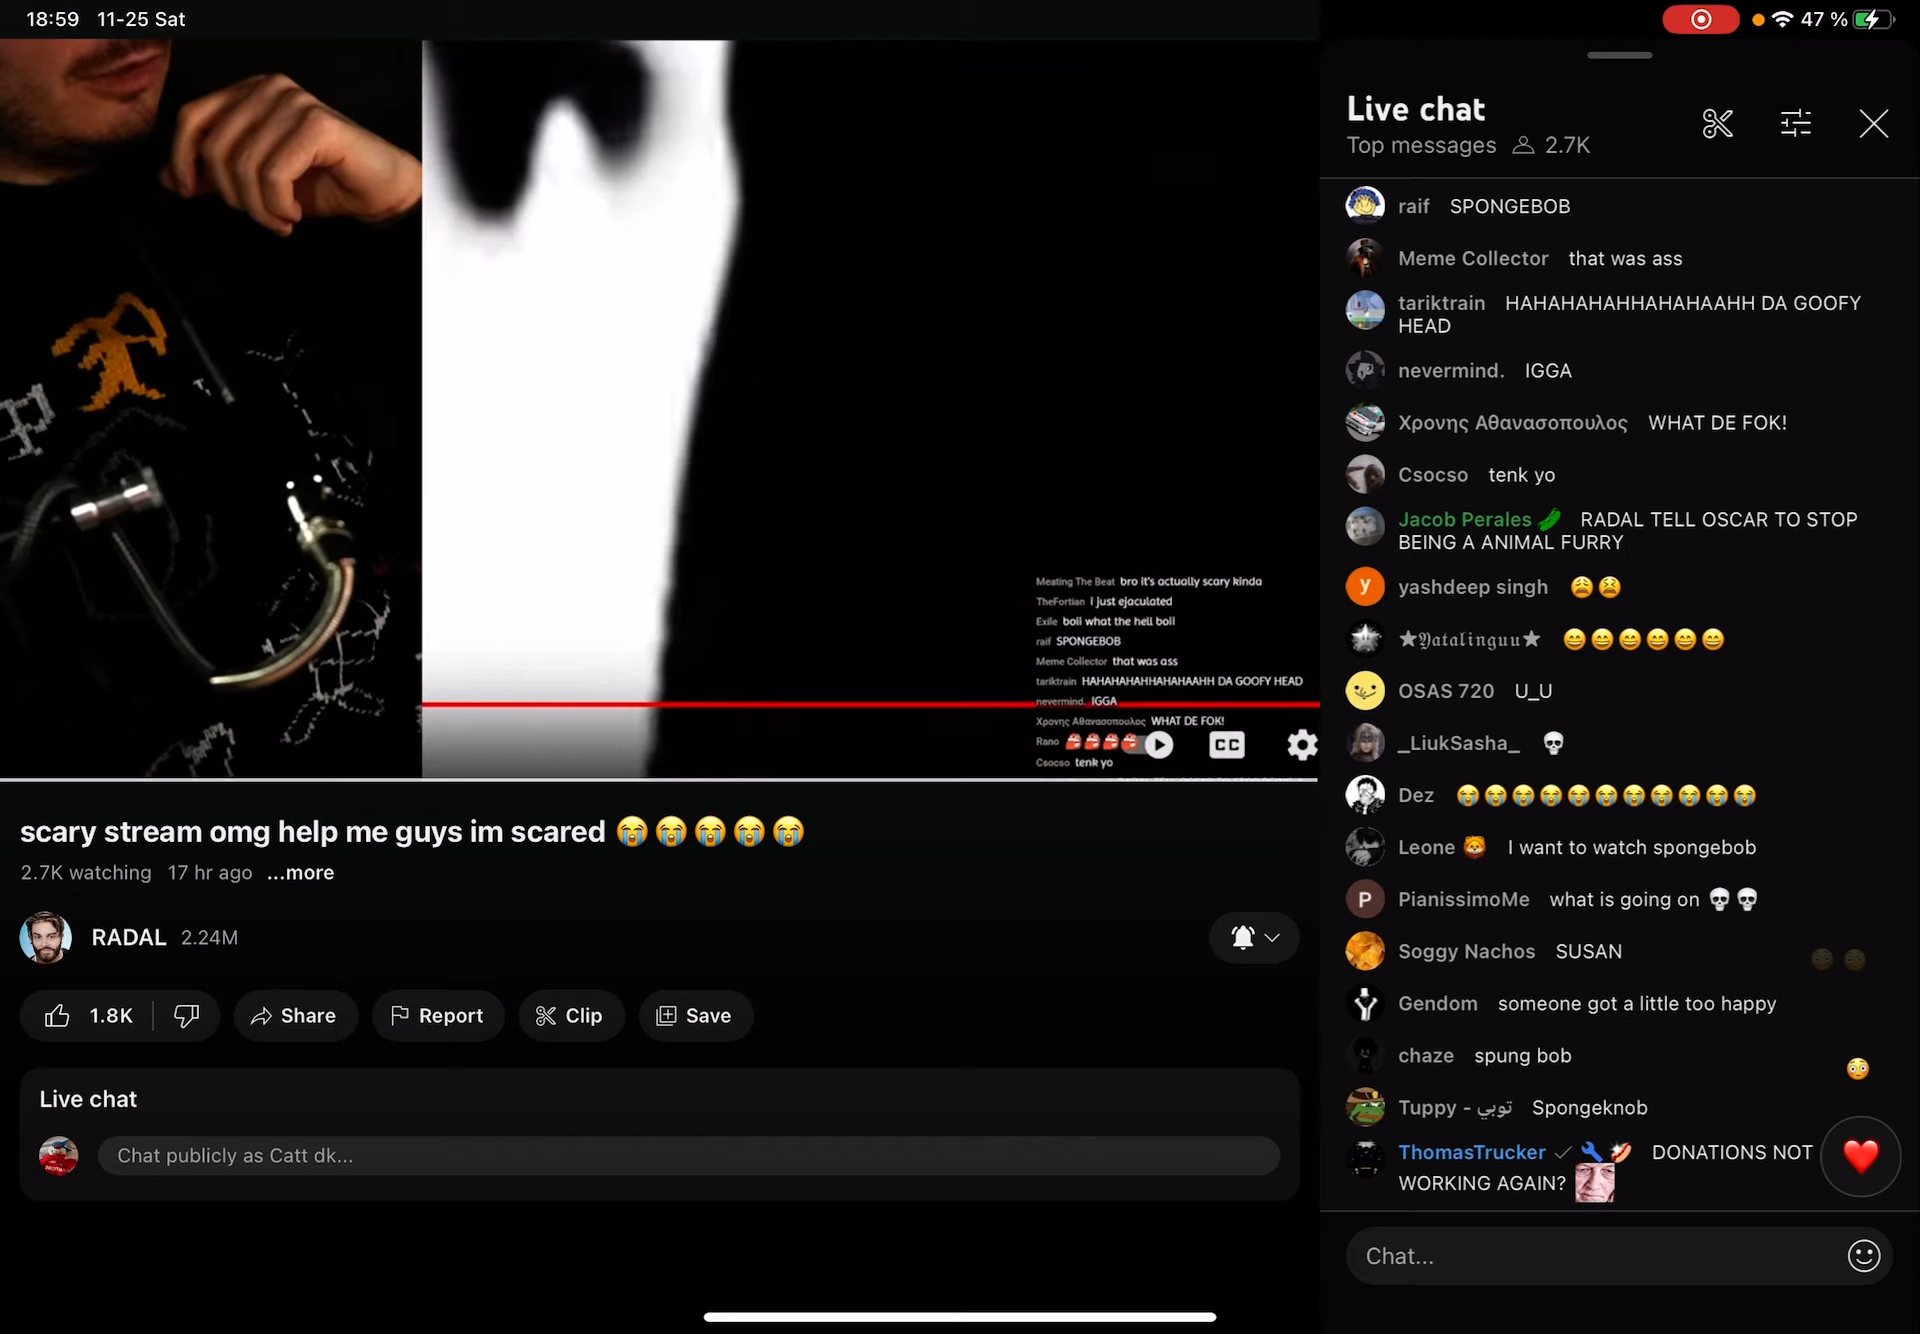 18:59 11-25 Sat
47 %
Meating The Beat bro it's actually scary kinda
TheFortian I just ejaculated
Exile boii what the hell boii
raif SPONGEBOB
Meme Collector that was ass
tariktrain HAHAHAHAHHAHAHAAHH DA GOOFY HEAD
nevermind. IGGA
Χρονης Αθανασοπουλος WHAT DE FOK!
Rano
Csocso tenk yo
CC
scary stream omg help me guys im scared 😭😭😭😭😭
2.7K watching 17 hr ago ...more
RADAL 2.24M
1.8K Share Report Clip Save
Live chat
Chat publicly as Catt dk...
Live chat
Top messages 2.7K
raif SPONGEBOB
Meme Collector that was ass
tariktrain HAHAHAHAHHAHAHAAHH DA GOOFY
HEAD
nevermind. IGGA
Χρονης Αθανασοπουλος WHAT DE FOK!
Csocso tenk yo
Jacob Perales 🥒 RADAL TELL OSCAR TO STOP
BEING A ANIMAL FURRY
y yashdeep singh 😩😫
★𝖄𝖆𝖙𝖆𝖑𝖎𝖓𝖌𝖚𝖚★ 😄😄😄😄😄😄
OSAS 720 U_U
_LiukSasha_ 💀
Dez 😭😭😭😭😭😭😭😭😭😭😭
Leone 🦁 I want to watch spongebob
P PianissimoMe what is going on 💀💀
Soggy Nachos SUSAN
Gendom someone got a little too happy
chaze spung bob
Tuppy - توبي Spongeknob
ThomasTrucker DONATIONS NOT
WORKING AGAIN?
Chat...